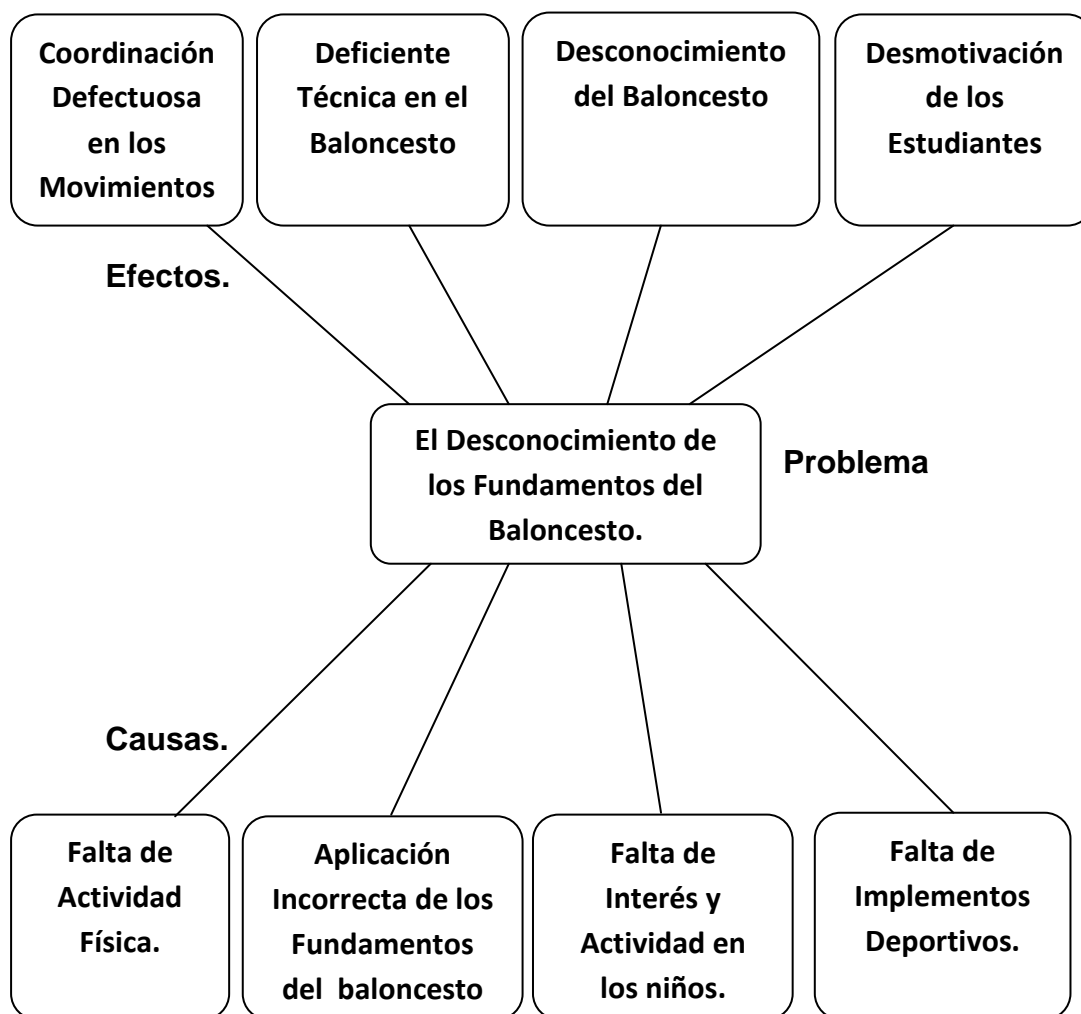 Coordinación
Defectuosa
en los
Movimientos
Deficiente
Técnica en el
Baloncesto
Desconocimiento
del Baloncesto
Desmotivación
de los
Estudiantes
Efectos.
El Desconocimiento de
los Fundamentos del
Baloncesto.
Problema
Causas.
Falta de
Actividad
Física.
Aplicación
Incorrecta de los
Fundamentos
del baloncesto
Falta de
Interés y
Actividad en
los niños.
Falta de
Implementos
Deportivos.